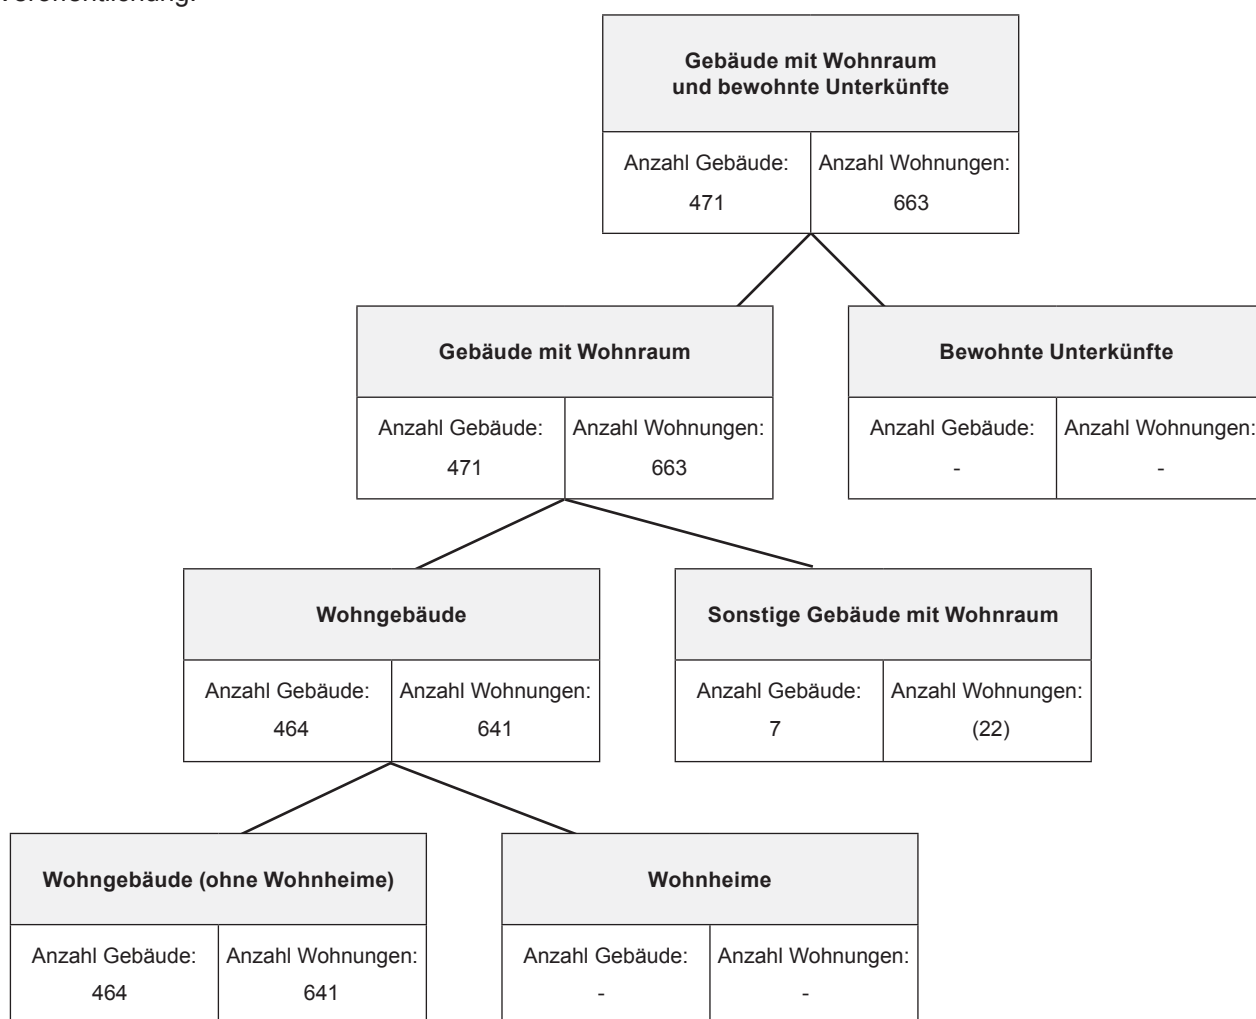 Veröffentlichung.
Gebäude mit Wohnraum
und bewohnte Unterkünfte
Anzahl Gebäude:
471
Anzahl Wohnungen:
663
Gebäude mit Wohnraum
Anzahl Gebäude:
471
Anzahl Wohnungen:
663
Bewohnte Unterkünfte
Anzahl Gebäude:
-
Anzahl Wohnungen:
-
Wohngebäude
Anzahl Gebäude:
464
Anzahl Wohnungen:
641
Sonstige Gebäude mit Wohnraum
Anzahl Gebäude:
7
Anzahl Wohnungen:
(22)
Wohngebäude (ohne Wohnheime)
Anzahl Gebäude:
464
Anzahl Wohnungen:
641
Wohnheime
Anzahl Gebäude:
-
Anzahl Wohnungen:
-